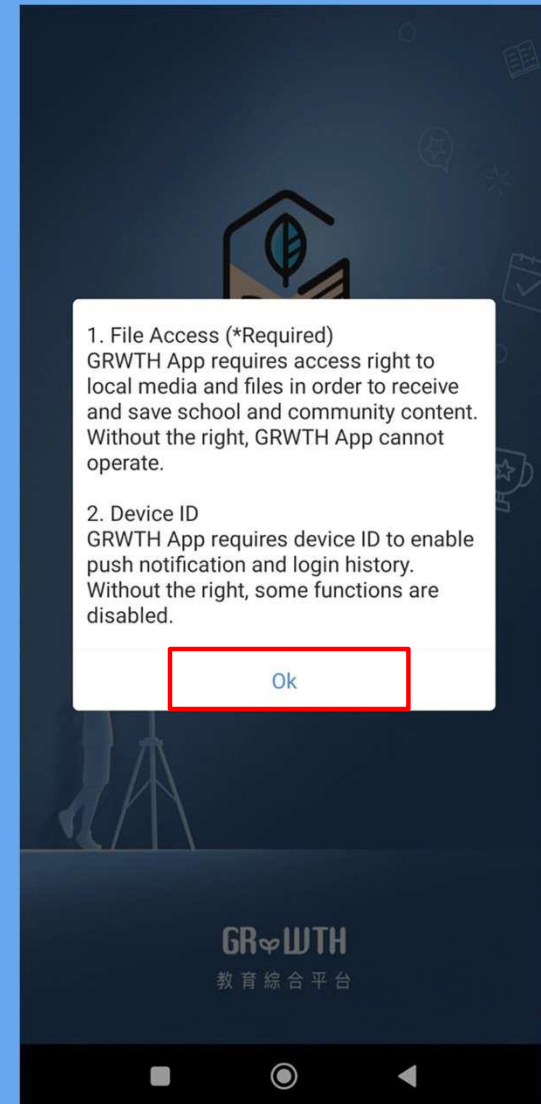 1. File Access (*Required)
GRWTH App requires access right to
local media and files in order to receive
and save school and community content.
Without the right, GRWTH App cannot
operate.
2. Device ID
GRWTH App requires device ID to enable
push notification and login history.
Without the right, some functions are
disabled.
Ok
GRWTH
教育綜合平台